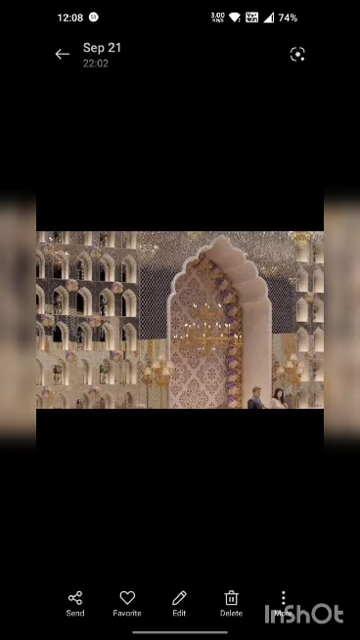 12:08
3.00
74%
Sep 21
22:02
Send
Favorite
Edit
Delete
InShOt